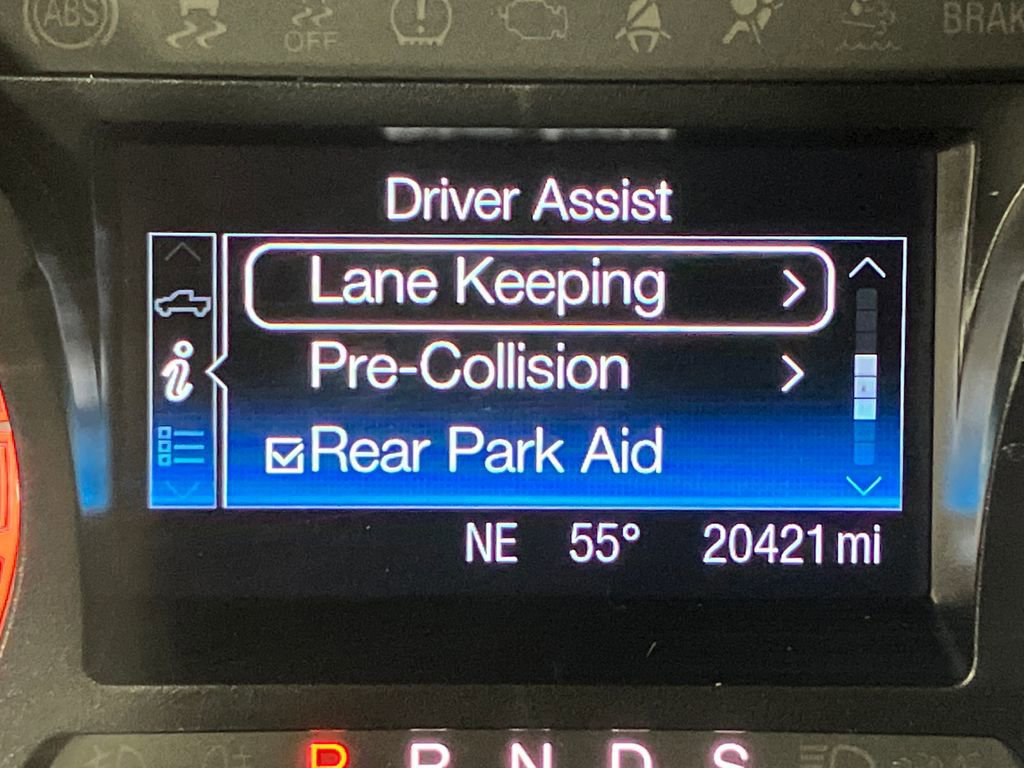 ABS
OFF
BRAK
Driver Assist
Lane Keeping
Pre-Collision
Rear Park Aid
NE 55° 20421 mi
P R N D S